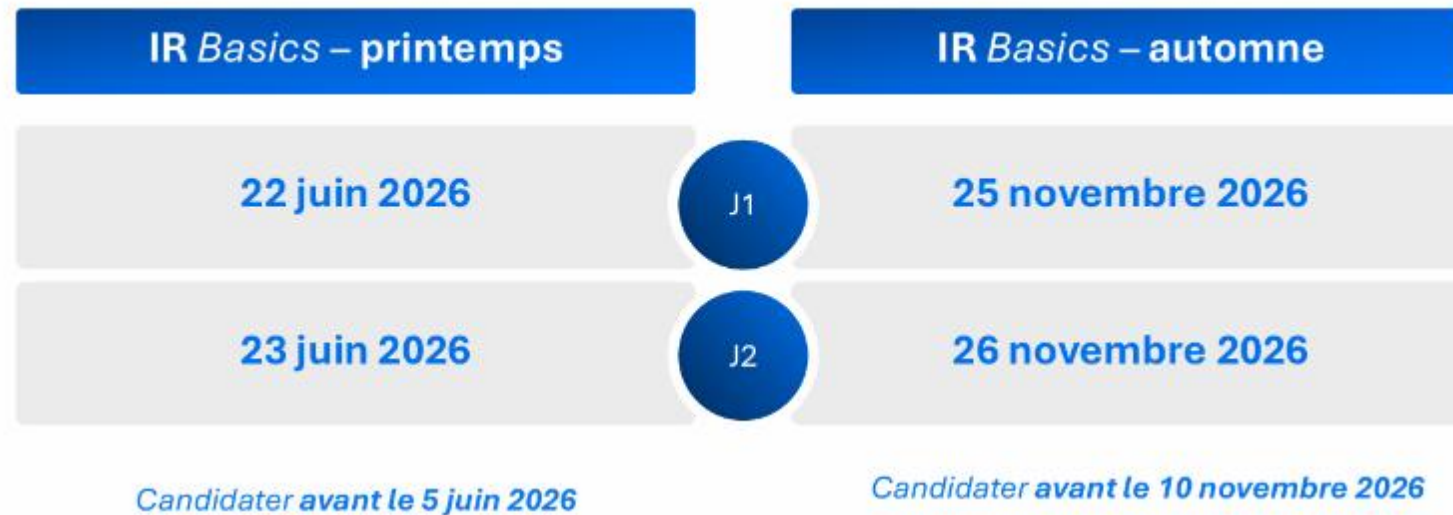 IR Basics – printemps
IR Basics – automne
22 juin 2026
J1
25 novembre 2026
23 juin 2026
J2
26 novembre 2026
Candidater avant le 5 juin 2026
Candidater avant le 10 novembre 2026